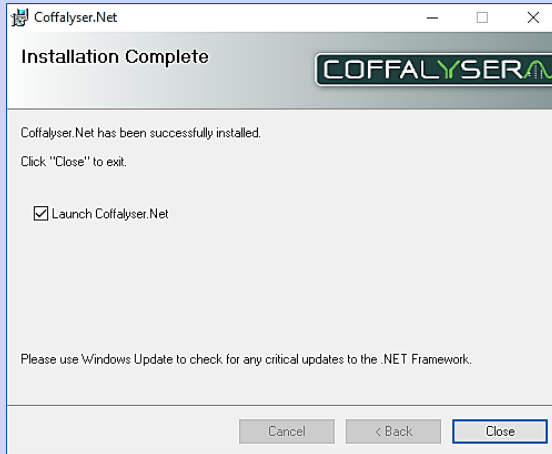 Coffalyser.Net
Installation Complete
COFFALYSER
Coffalyser.Net has been successfully installed.
Click "Close" to exit.
Launch Coffalyser.Net
Please use Windows Update to check for any critical updates to the .NET Framework.
Cancel
< Back
Close